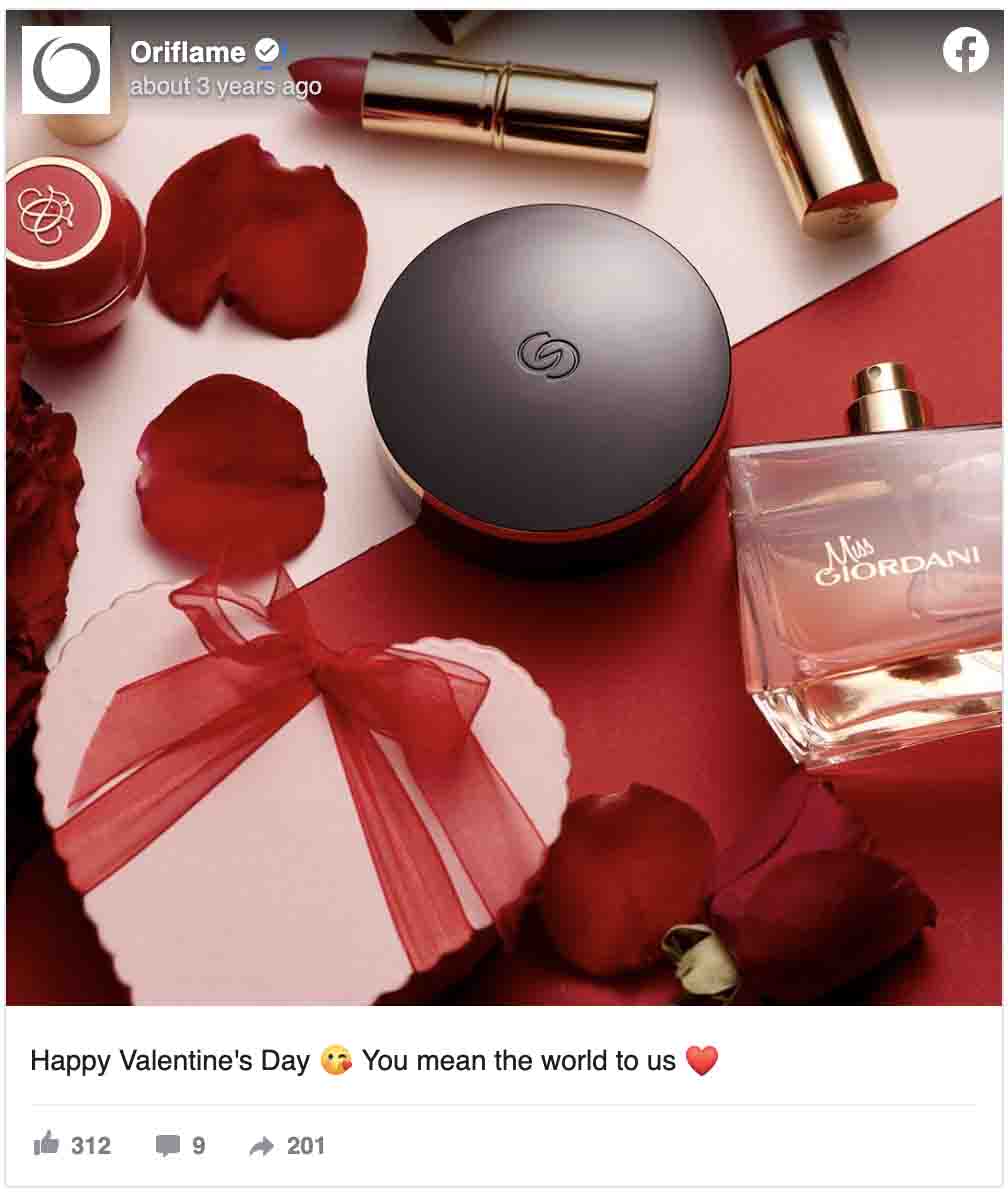 Oriflame
about 3 years ago
Miss
GIORDANI
Happy Valentine's Day 😘 You mean the world to us ❤️
312 9 201